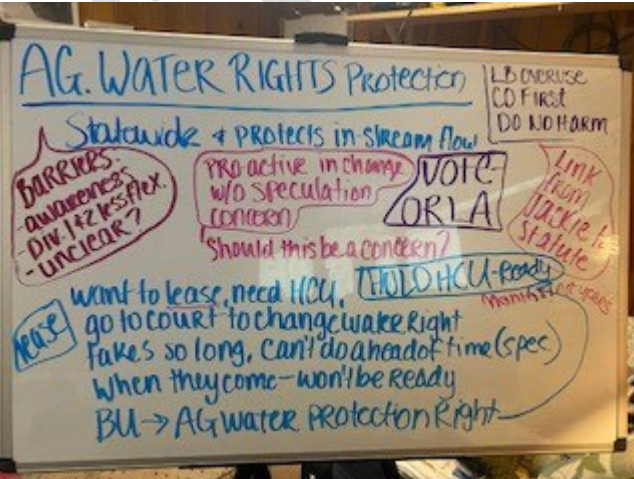 AG. WATER RIGHTS Protection
LB OVERUSE
CO FIRST
DO NO HARM
Statewide + PROTECTS in-stream flow
BARRIERS:
-awareness
-Div. 1+2 less flex.
-unclear?
PRO-active in change
w/o speculation
concern
Should this be a concern?
VOTE-
OR LA
Link
from
Jackie to
statute
lease
want to lease, need HCU,
HOLD HCU-Ready
years
go to court to change water Right
Takes so long, can't do ahead of time (spec)
When they come - won't be Ready
BU → AG WATER PROTECTION Right